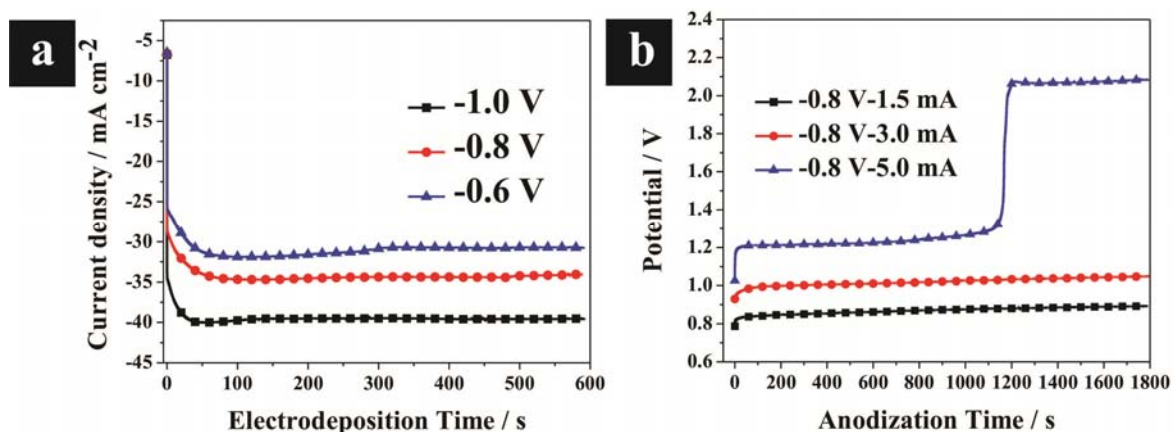 a
-5
-10
-15
-20
-25
-30
-35
-40
-45
Current density / mA cm⁻²
-1.0 V
-0.8 V
-0.6 V
0 100 200 300 400 500 600
Electrodeposition Time / s
b
2.4
2.2
2.0
1.8
1.6
1.4
1.2
1.0
0.8
0.6
Potential / V
-0.8 V-1.5 mA
-0.8 V-3.0 mA
-0.8 V-5.0 mA
0 200 400 600 800 1000 1200 1400 1600 1800
Anodization Time / s